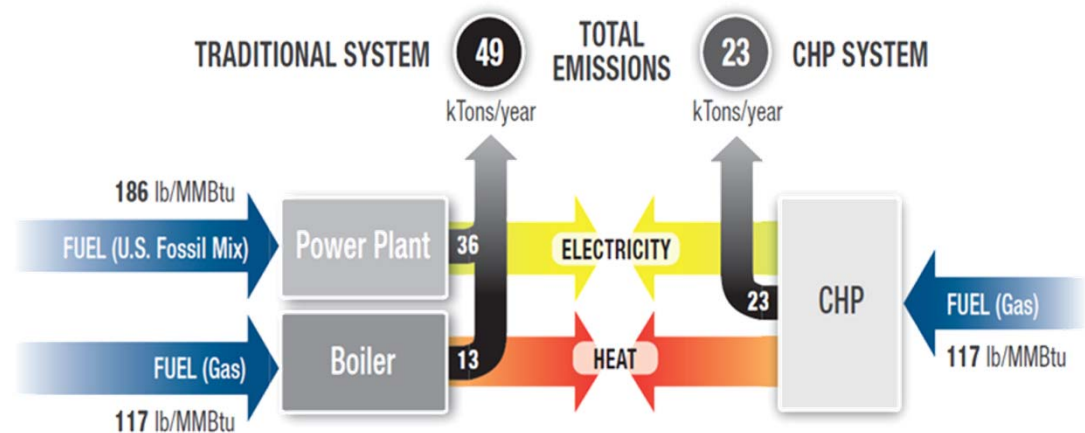 TRADITIONAL SYSTEM
49
kTons/year
TOTAL
EMISSIONS
23
kTons/year
CHP SYSTEM
186 lb/MMBtu
FUEL (U.S. Fossil Mix)
Power Plant
36
ELECTRICITY
FUEL (Gas)
117 lb/MMBtu
Boiler
13
HEAT
23
CHP
FUEL (Gas)
117 lb/MMBtu